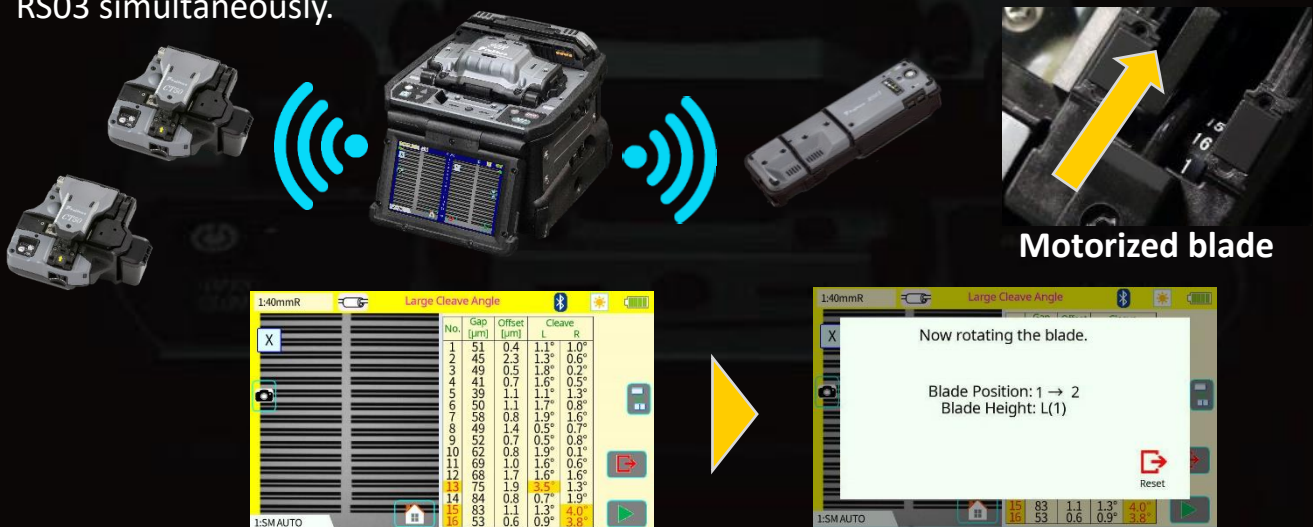 RS03 simultaneously.
CT50
CT50
15
16
1
Motorized blade
1:40mmR
Large Cleave Angle
No. Gap [μm] Offset [μm] Cleave L R
1 51 0.4 1.1° 1.0°
2 45 2.3 1.3° 0.6°
3 49 0.5 1.8° 0.2°
4 41 0.7 1.6° 0.5°
5 39 1.1 1.1° 1.3°
6 50 1.1 1.7° 0.8°
7 58 0.8 1.9° 1.6°
8 49 1.4 0.5° 0.7°
9 52 0.7 0.5° 0.8°
10 62 0.8 1.9° 0.1°
11 69 1.0 1.6° 0.6°
12 68 1.7 1.6° 1.6°
13 75 1.9 3.5° 1.3°
14 84 0.8 0.7° 1.9°
15 83 1.1 1.3° 4.0°
16 53 0.6 0.9° 3.8°
X
1:SM AUTO
1:40mmR
Large Cleave Angle
Gap Offset Cleave
X
Now rotating the blade.
Blade Position: 1 → 2
Blade Height: L(1)
Reset
15 83 1.1 1.3° 4.0°
16 53 0.6 0.9° 3.8°
1:SM AUTO